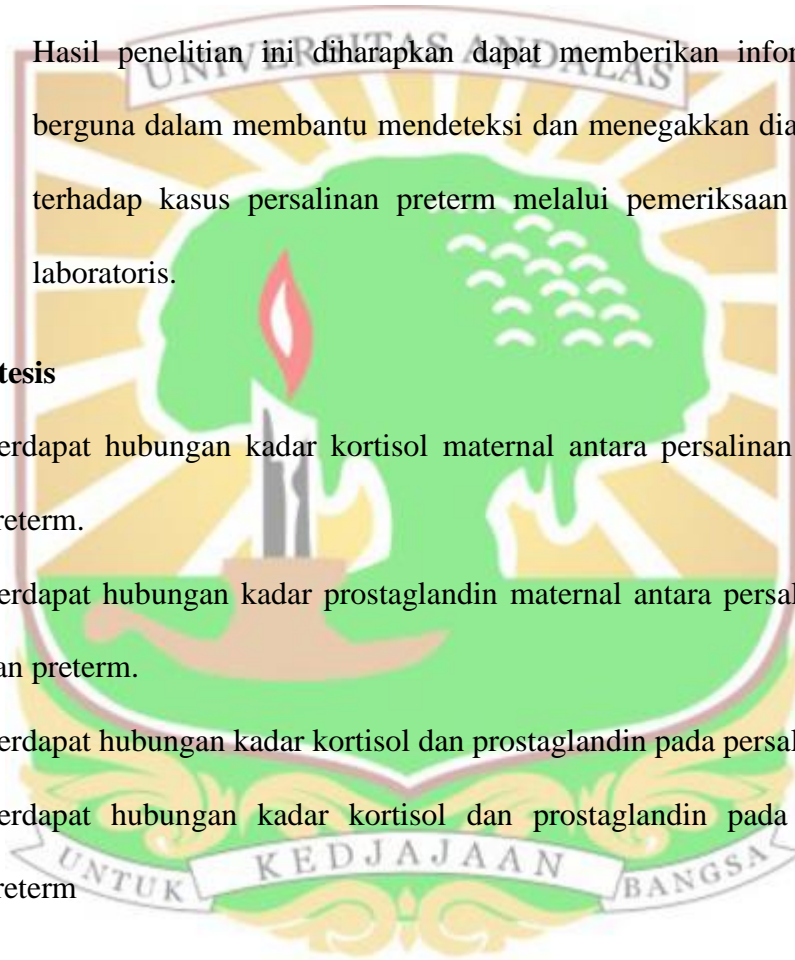 UNIVERSITAS ANDALAS
Hasil penelitian ini diharapkan dapat memberikan infor
berguna dalam membantu mendeteksi dan menegakkan dia
terhadap kasus persalinan preterm melalui pemeriksaan
laboratoris.
tesis
erdapat hubungan kadar kortisol maternal antara persalinan
reterm.
erdapat hubungan kadar prostaglandin maternal antara persal
an preterm.
erdapat hubungan kadar kortisol dan prostaglandin pada persal
erdapat hubungan kadar kortisol dan prostaglandin pada
reterm
UNTUK KEDJAJAAN BANGSA